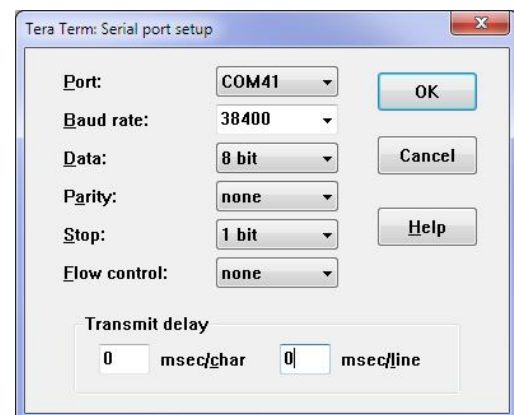 Tera Term: Serial port setup
Port: COM41
OK
Baud rate: 38400
Data: 8 bit
Cancel
Parity: none
Stop: 1 bit
Help
Flow control: none
Transmit delay
0 msec/char 0 msec/line